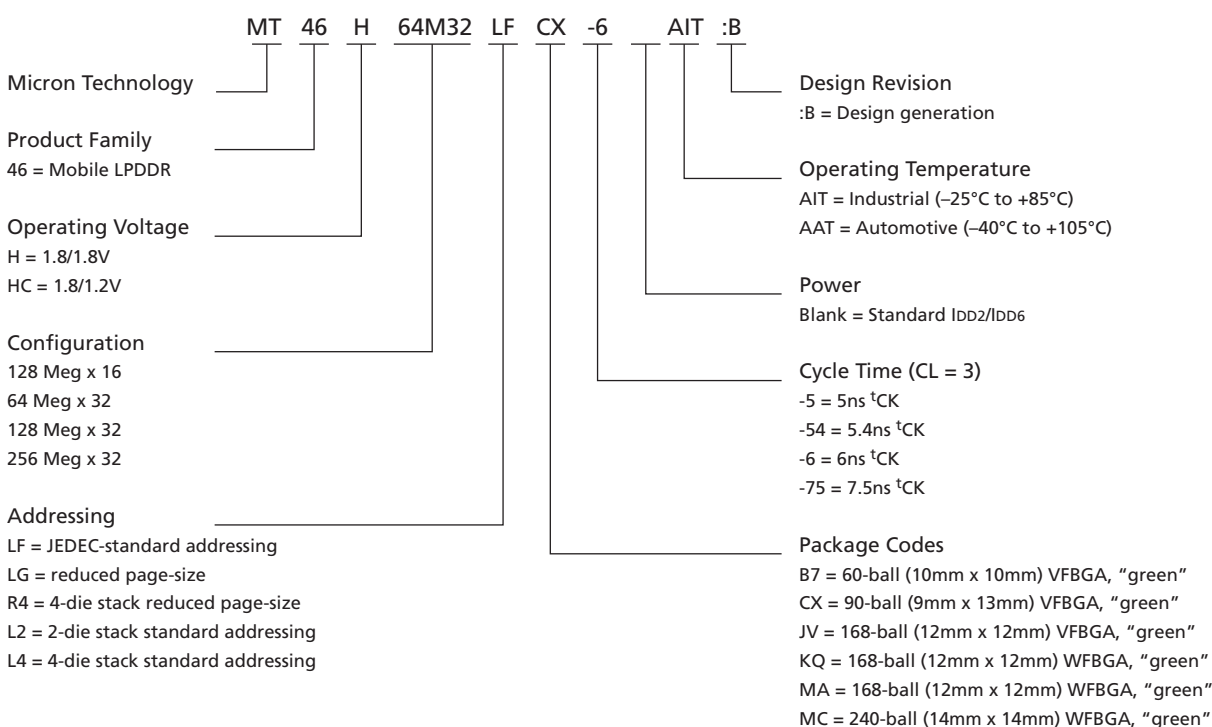 MT 46 H 64M32 LF CX -6 AIT :B
Micron Technology
Product Family
46 = Mobile LPDDR
Operating Voltage
H = 1.8/1.8V
HC = 1.8/1.2V
Configuration
128 Meg x 16
64 Meg x 32
128 Meg x 32
256 Meg x 32
Addressing
LF = JEDEC-standard addressing
LG = reduced page-size
R4 = 4-die stack reduced page-size
L2 = 2-die stack standard addressing
L4 = 4-die stack standard addressing
Design Revision
:B = Design generation
Operating Temperature
AIT = Industrial (–25°C to +85°C)
AAT = Automotive (–40°C to +105°C)
Power
Blank = Standard IDD2/IDD6
Cycle Time (CL = 3)
-5 = 5ns tCK
-54 = 5.4ns tCK
-6 = 6ns tCK
-75 = 7.5ns tCK
Package Codes
B7 = 60-ball (10mm x 10mm) VFBGA, “green”
CX = 90-ball (9mm x 13mm) VFBGA, “green”
JV = 168-ball (12mm x 12mm) VFBGA, “green”
KQ = 168-ball (12mm x 12mm) WFBGA, “green”
MA = 168-ball (12mm x 12mm) WFBGA, “green”
MC = 240-ball (14mm x 14mm) WFBGA, “green”